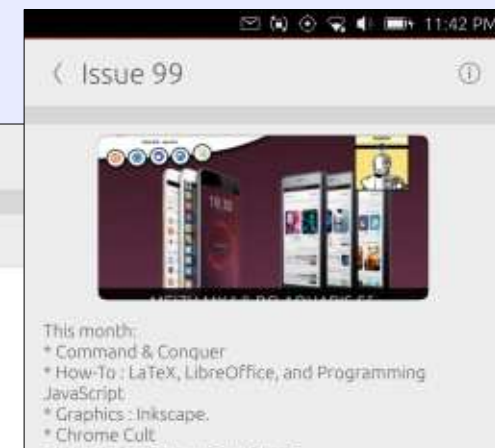 11:42 PM
Issue 99
This month:
* Command & Conquer
* How-To : LaTeX, LibreOffice, and Programming
JavaScript
* Graphics : Inkscape.
* Chrome Cult